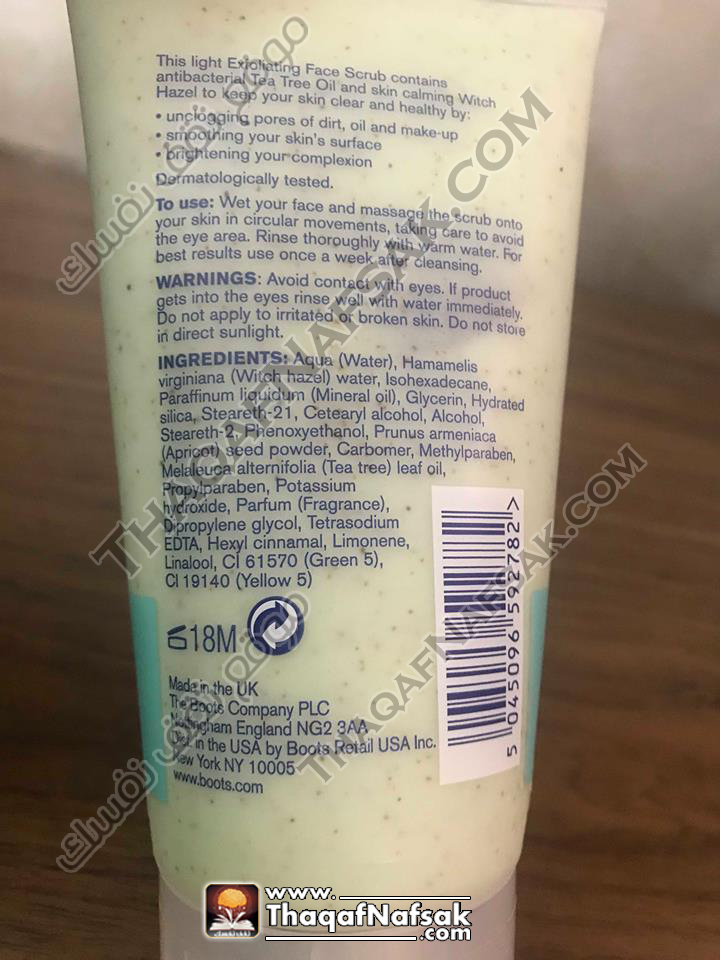 This light Exfoliating Face Scrub contains
antibacterial Tea Tree Oil and skin calming Witch
Hazel to keep your skin clear and healthy by:
• unclogging pores of dirt, oil and make-up
• smoothing your skin's surface
• brightening your complexion
Dermatologically tested.
To use: Wet your face and massage the scrub onto
your skin in circular movements, taking care to avoid
the eye area. Rinse thoroughly with warm water. For
best results use once a week after cleansing.
WARNINGS: Avoid contact with eyes. If product
gets into the eyes rinse well with water immediately.
Do not apply to irritated or broken skin. Do not store
in direct sunlight.
INGREDIENTS: Aqua (Water), Hamamelis
virginiana (Witch hazel) water, Isohexadecane,
Paraffinum liquidum (Mineral oil), Glycerin, Hydrated
silica, Steareth-21, Cetearyl alcohol, Alcohol,
Steareth-2, Phenoxyethanol, Prunus armeniaca
(Apricot) seed powder, Carbomer, Methylparaben,
Melaleuca alternifolia (Tea tree) leaf oil,
Propylparaben, Potassium
hydroxide, Parfum (Fragrance),
Dipropylene glycol, Tetrasodium
EDTA, Hexyl cinnamal, Limonene,
Linalool, CI 61570 (Green 5),
CI 19140 (Yellow 5)
18M
Made in the UK
The Boots Company PLC
Nottingham England NG2 3AA
Dist. in the USA by Boots Retail USA Inc.
New York NY 10005
www.boots.com
5 045096 592782 >
THAQAFNAFSAK.COM
THAQAFNAFSAK.COM
موقع ثقف نفسك
موقع ثقف نفسك
www.
ThaqafNafsak
.com